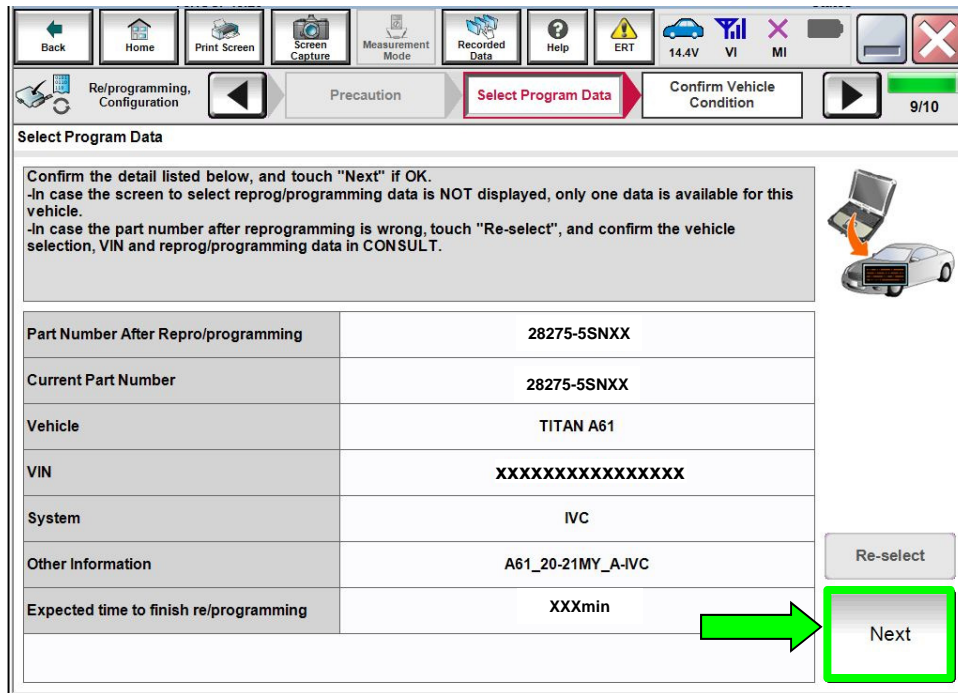 Back
Home
Print Screen
Screen
Capture
Measurement
Mode
Recorded
Data
Help
ERT
14.4V
VI
MI
Re/programming,
Configuration
Precaution
Select Program Data
Confirm Vehicle
Condition
9/10
Select Program Data
Confirm the detail listed below, and touch "Next" if OK.
-In case the screen to select reprog/programming data is NOT displayed, only one data is available for this
vehicle.
-In case the part number after reprogramming is wrong, touch "Re-select", and confirm the vehicle
selection, VIN and reprog/programming data in CONSULT.
Part Number After Repro/programming
28275-5SNXX
Current Part Number
28275-5SNXX
Vehicle
TITAN A61
VIN
XXXXXXXXXXXXXXXX
System
IVC
Other Information
A61_20-21MY_A-IVC
Expected time to finish re/programming
XXXmin
Re-select
Next